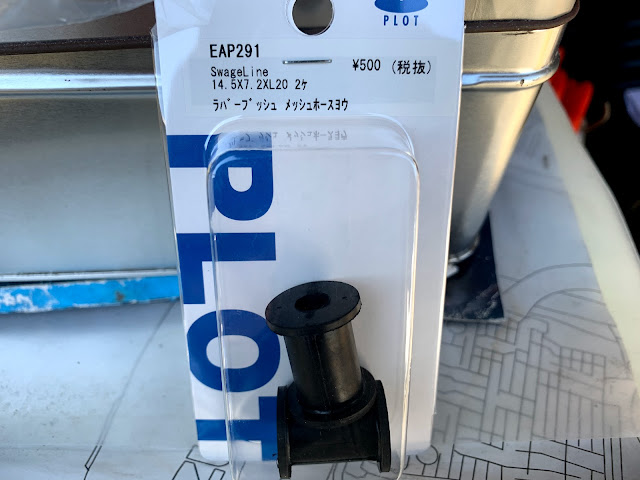 PLOT
EAP291
¥500 (税抜)
SwageLine
14.5X7.2XL20 2ケ
ラバーブッシュ メッシュホースヨウ
PLOT